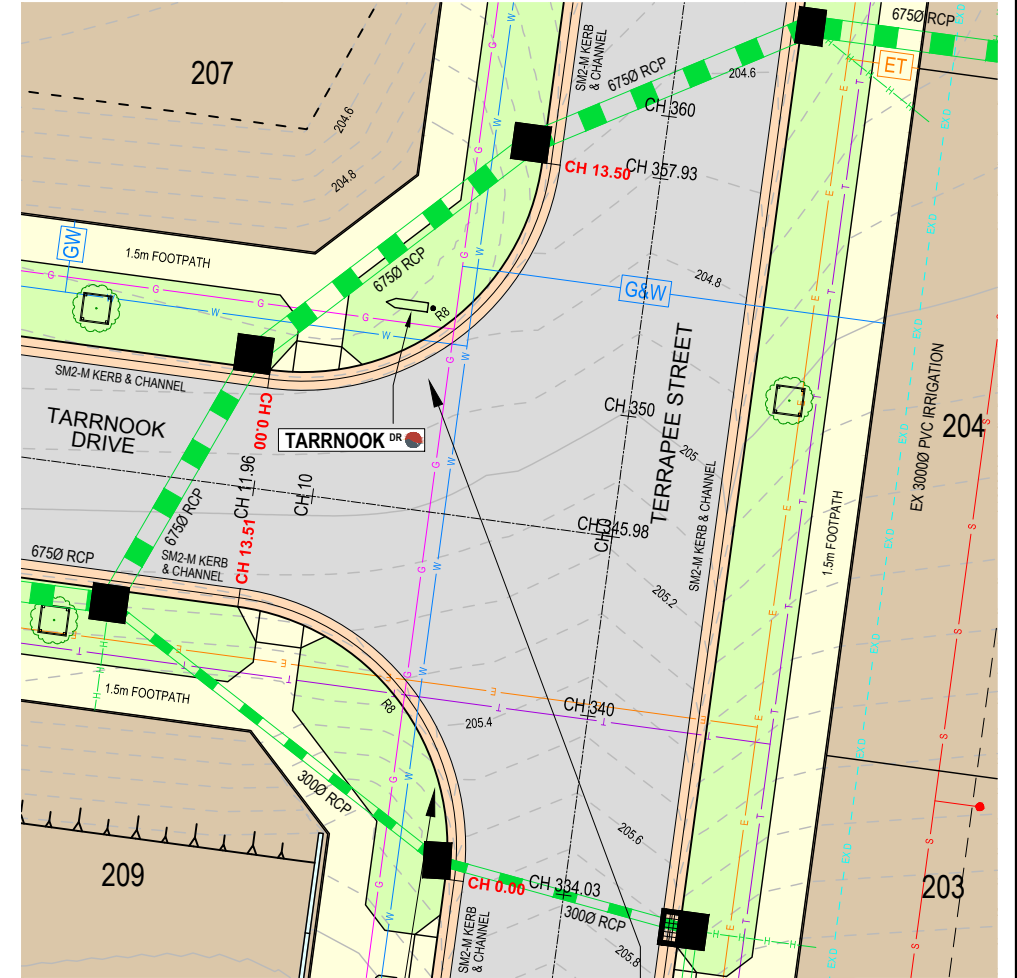 675Ø RCP
EX.D
207
SM2-M KERB
& CHANNEL
675Ø RCP
204.6
ET
CH 360
204.6
CH 13.50
CH 357.93
204.8
GW
1.5m FOOTPATH
675Ø RCP
204.8
G&W
R8
SM2-M KERB & CHANNEL
TARRNOOK
DRIVE
CH 0.00
TARRNOOK DR
CH 350
TERRAPEE STREET
205
EX 3000Ø PVC IRRIGATION
204
CH 11.96
CH 10
675Ø RCP
CH 13.51
CH 0
CH 345.98
SM2-M KERB & CHANNEL
1.5m FOOTPATH
675Ø RCP
SM2-M KERB
& CHANNEL
205.2
1.5m FOOTPATH
R8
205.4
CH 340
300Ø RCP
205.6
209
CH 0.00
CH 334.03
203
300Ø RCP
SM2-M KERB
& CHANNEL
205.8